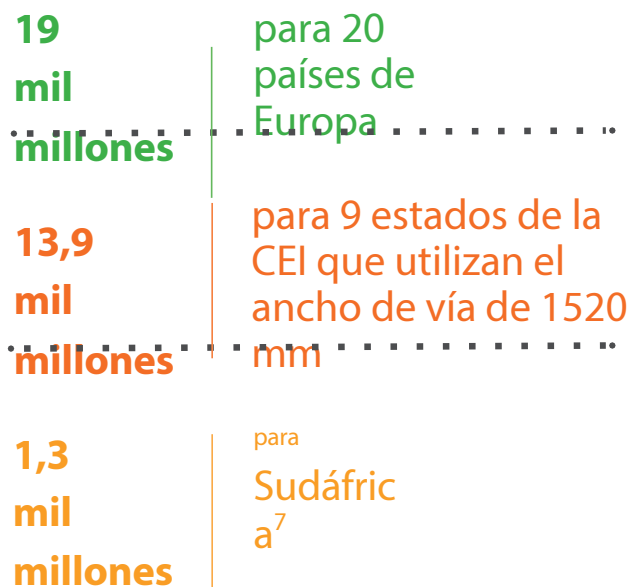 19
mil
millones
para 20
países de
Europa
13,9
mil
millones
para 9 estados de la
CEI que utilizan el
ancho de vía de 1520
mm
1,3
mil
millones
para
Sudáfric
a⁷